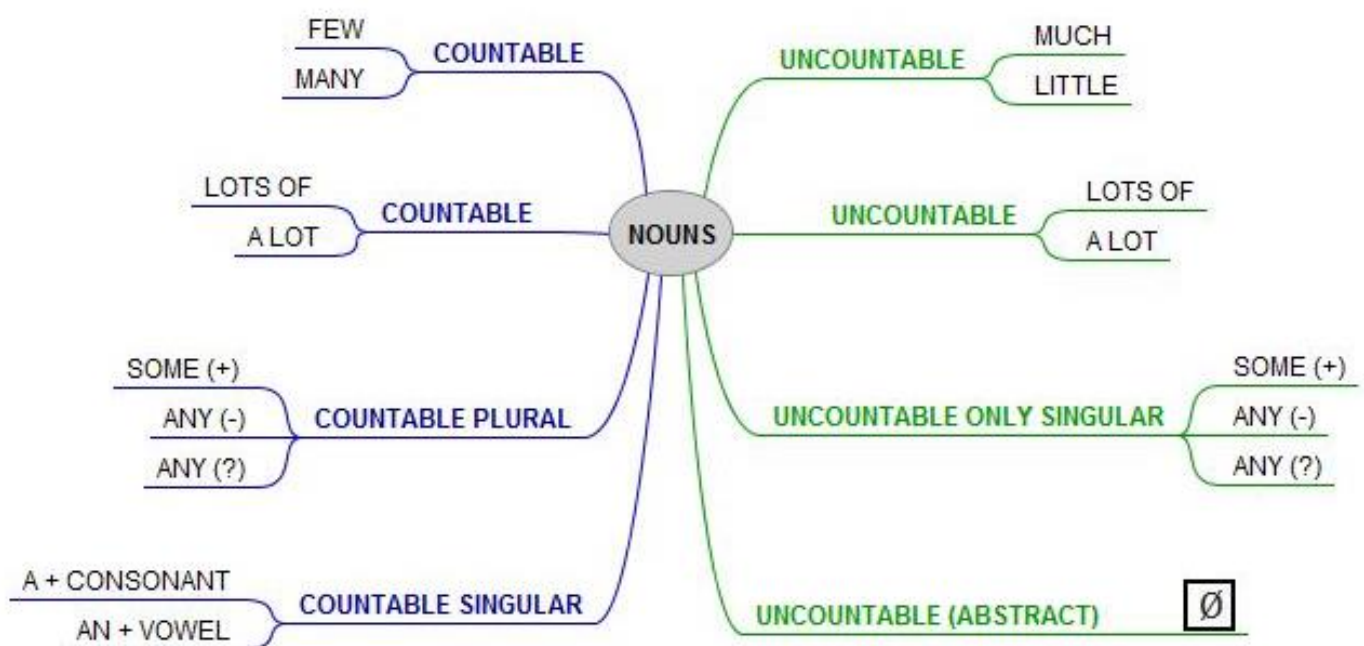 FEW
MANY
COUNTABLE
LOTS OF
A LOT
COUNTABLE
SOME (+)
ANY (-)
ANY (?)
COUNTABLE PLURAL
A + CONSONANT
AN + VOWEL
COUNTABLE SINGULAR
NOUNS
UNCOUNTABLE
MUCH
LITTLE
UNCOUNTABLE
LOTS OF
A LOT
UNCOUNTABLE ONLY SINGULAR
SOME (+)
ANY (-)
ANY (?)
UNCOUNTABLE (ABSTRACT)
Ø